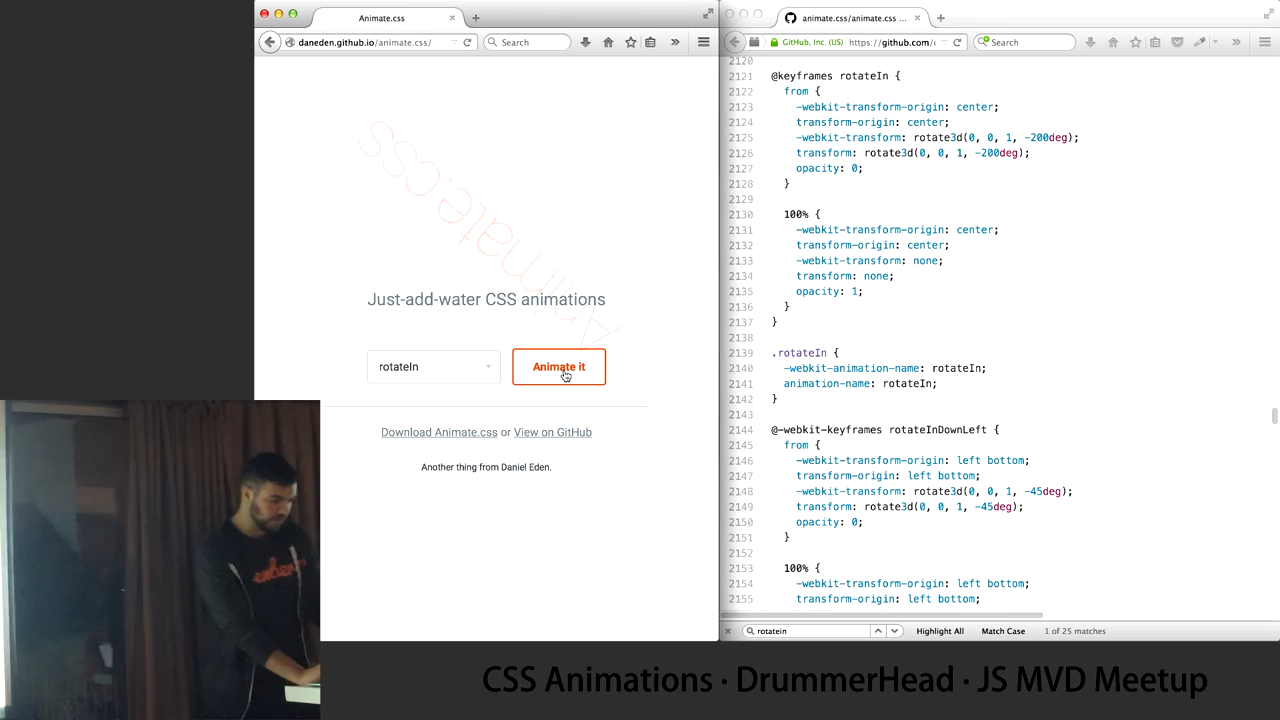 Animate.css
daneden.github.io/animate.css/
Search
Animate.css
Just-add-water CSS animations
rotateIn
Animate it
Download Animate.css or View on GitHub
Another thing from Daniel Eden.
animate.css/animate.css ...
GitHub, Inc. (US)
https://github.com/
Search
2120
2121 @keyframes rotateIn {
2122 from {
2123 -webkit-transform-origin: center;
2124 transform-origin: center;
2125 -webkit-transform: rotate3d(0, 0, 1, -200deg);
2126 transform: rotate3d(0, 0, 1, -200deg);
2127 opacity: 0;
2128 }
2129
2130 100% {
2131 -webkit-transform-origin: center;
2132 transform-origin: center;
2133 -webkit-transform: none;
2134 transform: none;
2135 opacity: 1;
2136 }
2137 }
2138
2139 .rotateIn {
2140 -webkit-animation-name: rotateIn;
2141 animation-name: rotateIn;
2142 }
2143
2144 @-webkit-keyframes rotateInDownLeft {
2145 from {
2146 -webkit-transform-origin: left bottom;
2147 transform-origin: left bottom;
2148 -webkit-transform: rotate3d(0, 0, 1, -45deg);
2149 transform: rotate3d(0, 0, 1, -45deg);
2150 opacity: 0;
2151 }
2152
2153 100% {
2154 -webkit-transform-origin: left bottom;
2155 transform-origin: left bottom;
rotatein
Highlight All
Match Case
1 of 25 matches
CSS Animations · DrummerHead · JS MVD Meetup